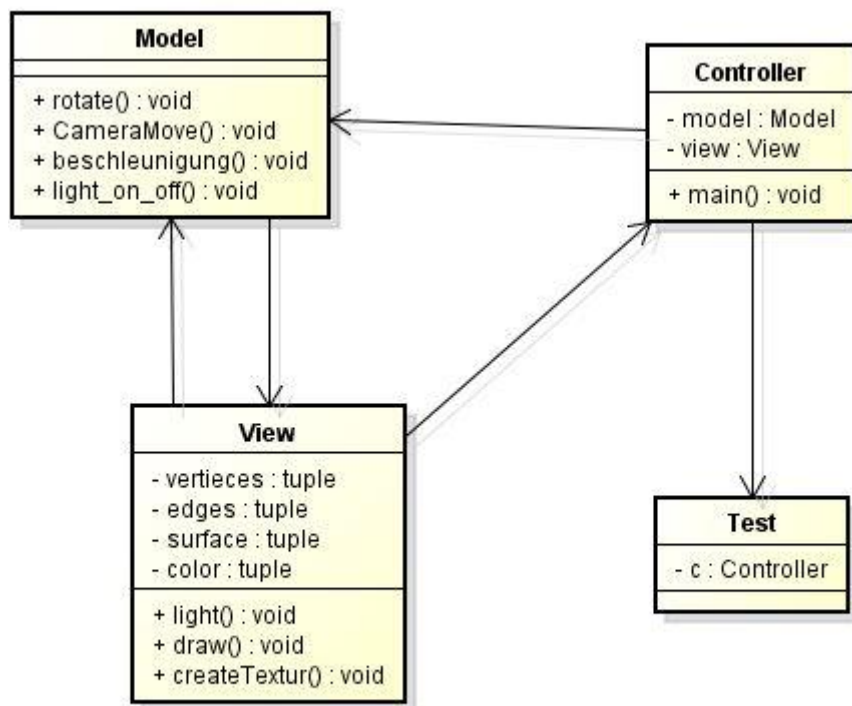 Model
+ rotate() : void
+ CameraMove() : void
+ beschleunigung() : void
+ light_on_off() : void
Controller
- model : Model
- view : View
+ main() : void
View
- vertieces : tuple
- edges : tuple
- surface : tuple
- color : tuple
+ light() : void
+ draw() : void
+ createTextur() : void
Test
- c : Controller